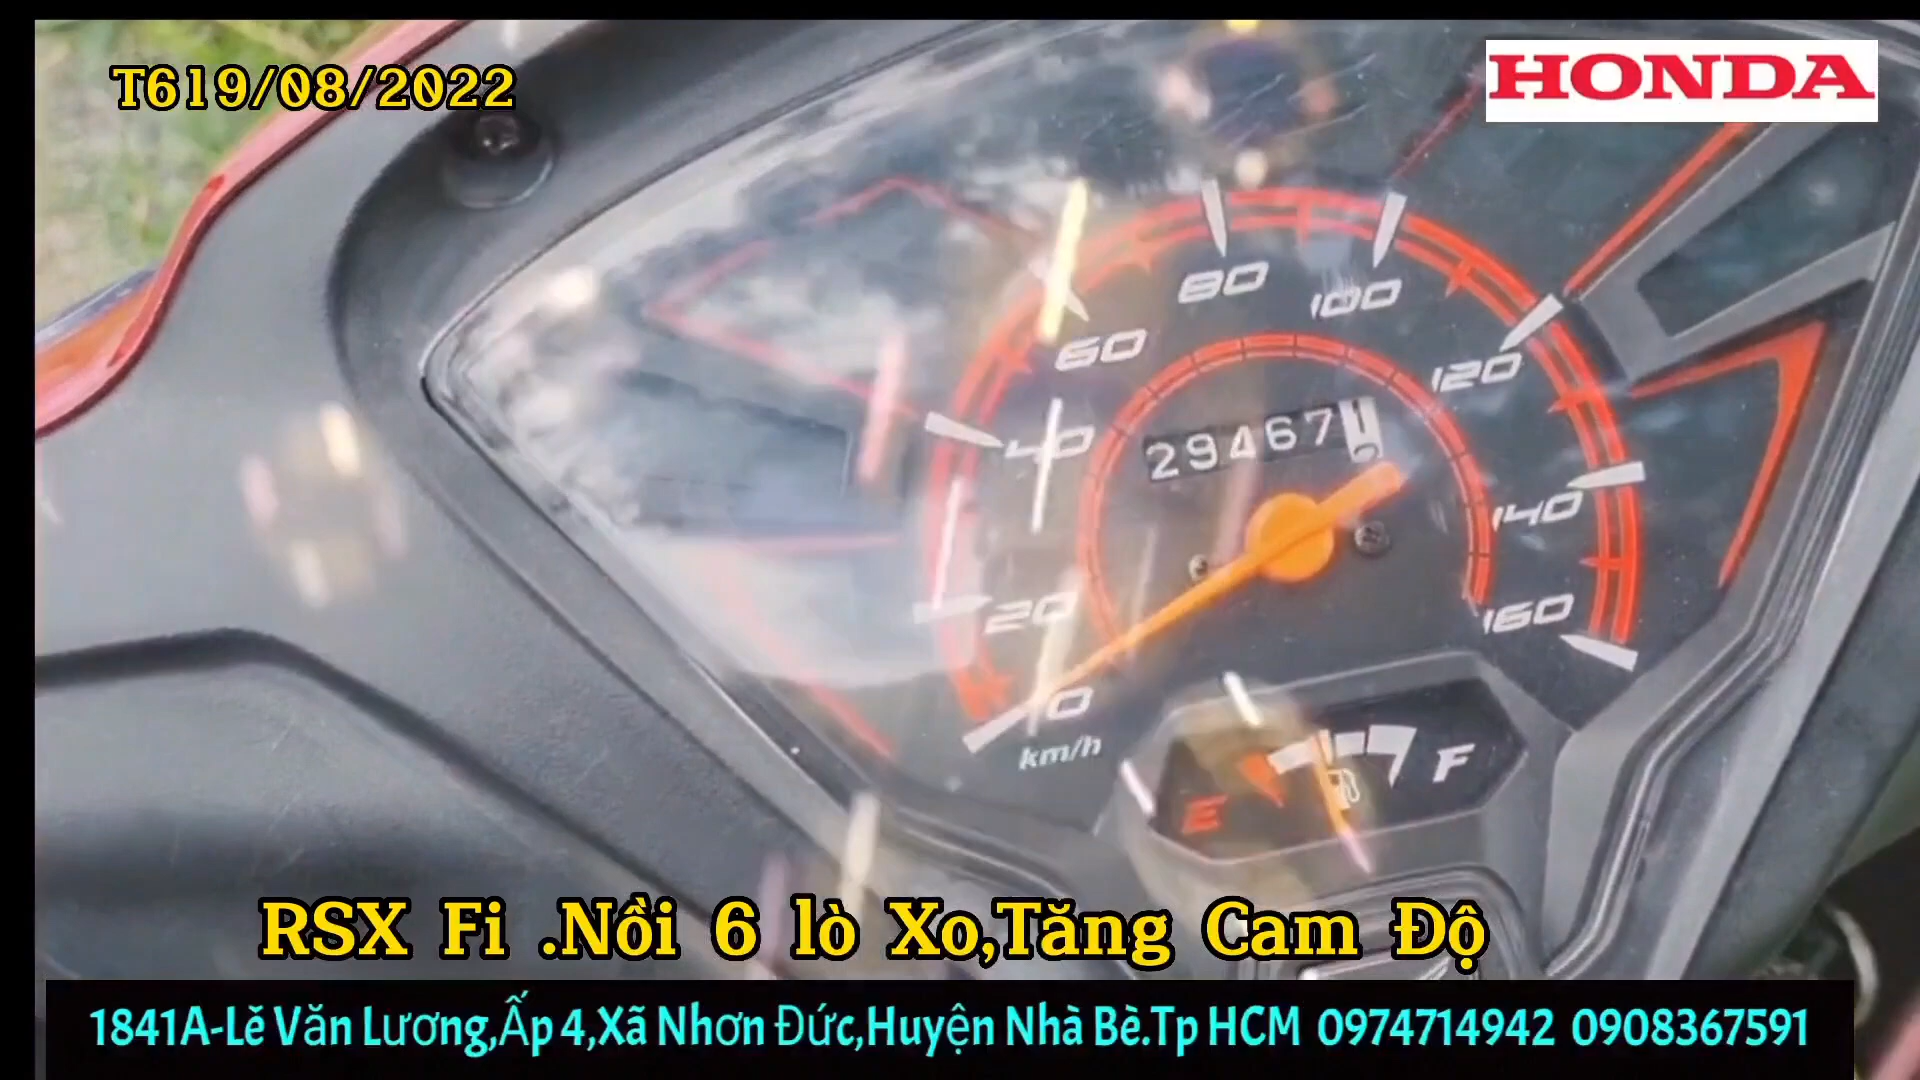 T619/08/2022
HONDA
80
100
60
120
40
29467
140
20
160
0
km/h
F
E
RSX Fi .Nồi 6 lò Xo,Tăng Cam Độ
1841A-Lê Văn Lương,Ấp 4,Xã Nhơn Đức,Huyện Nhà Bè.Tp HCM 0974714942 0908367591